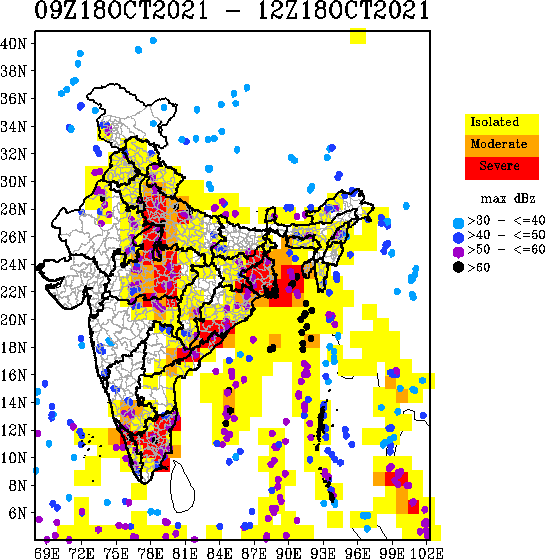 09Z18OCT2021 - 12Z18OCT2021
40N
38N
36N
34N
32N
30N
28N
26N
24N
22N
20N
18N
16N
14N
12N
10N
8N
6N
69E 72E 75E 78E 81E 84E 87E 90E 93E 96E 99E 102E
Isolated
Moderate
Severe
max dBz
>30 - <=40
>40 - <=50
>50 - <=60
>60